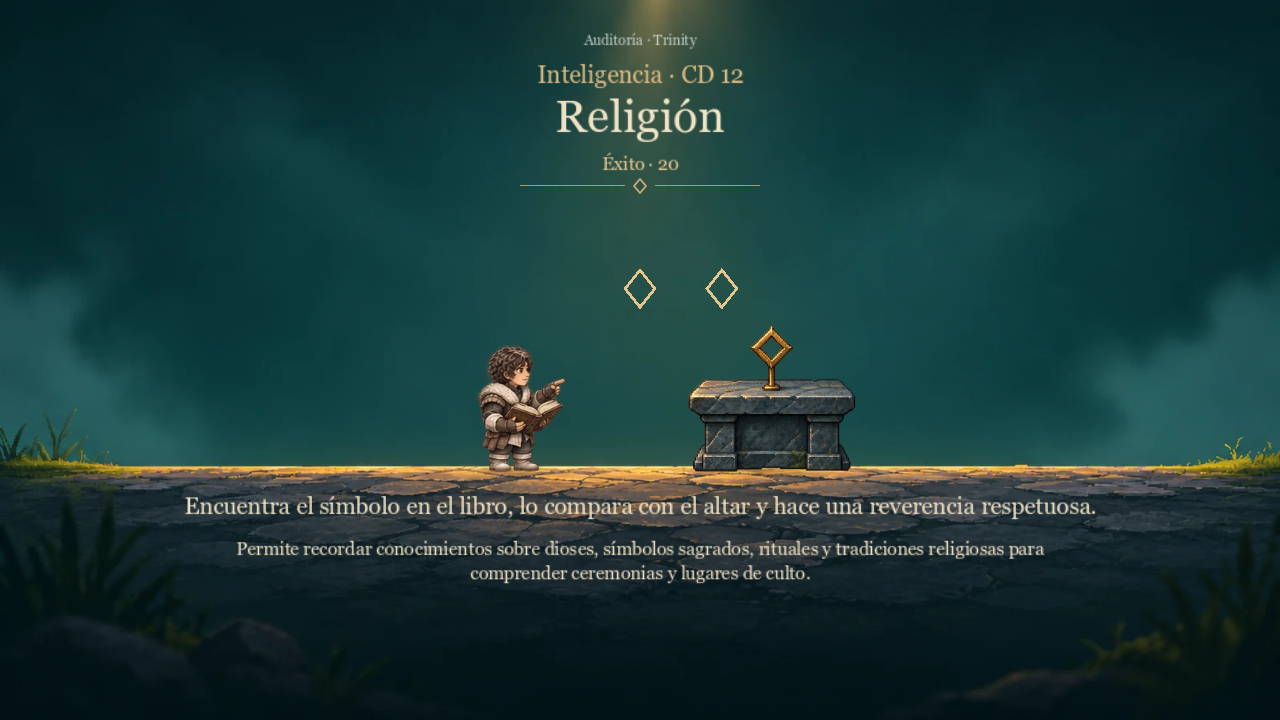 Auditoría · Trinity
Inteligencia · CD 12
Religión
Éxito · 20
Encuentra el símbolo en el libro, lo compara con el altar y hace una reverencia respetuosa.
Permite recordar conocimientos sobre dioses, símbolos sagrados, rituales y tradiciones religiosas para
comprender ceremonias y lugares de culto.